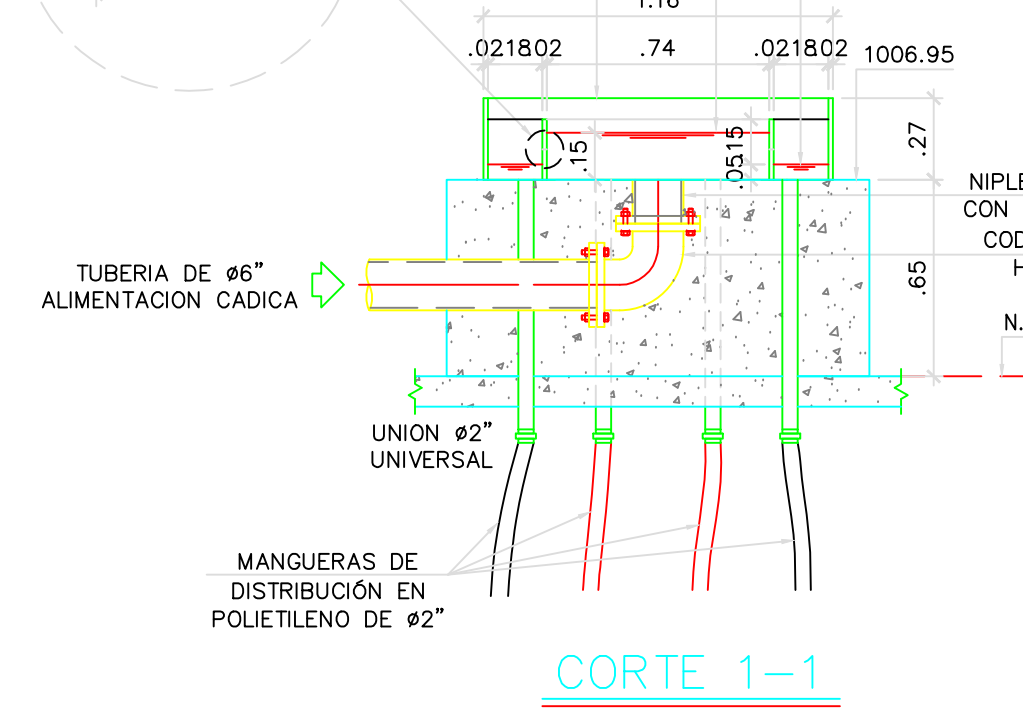 1.16
.021802
.74
.021802
1006.95
.27
.15
.0515
NIPLE
CON
COD
H
.65
N.
TUBERIA DE ø6”
ALIMENTACION CADICA
UNION ø2”
UNIVERSAL
MANGUERAS DE
DISTRIBUCIÓN EN
POLIETILENO DE ø2”
CORTE 1-1